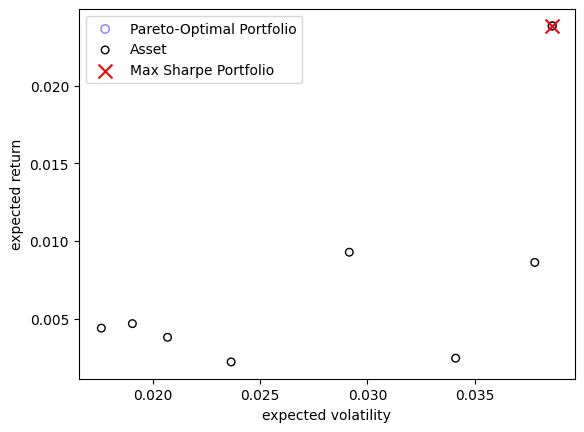 Pareto-Optimal Portfolio
Asset
Max Sharpe Portfolio
expected return
0.020
0.015
0.010
0.005
0.020 0.025 0.030 0.035
expected volatility